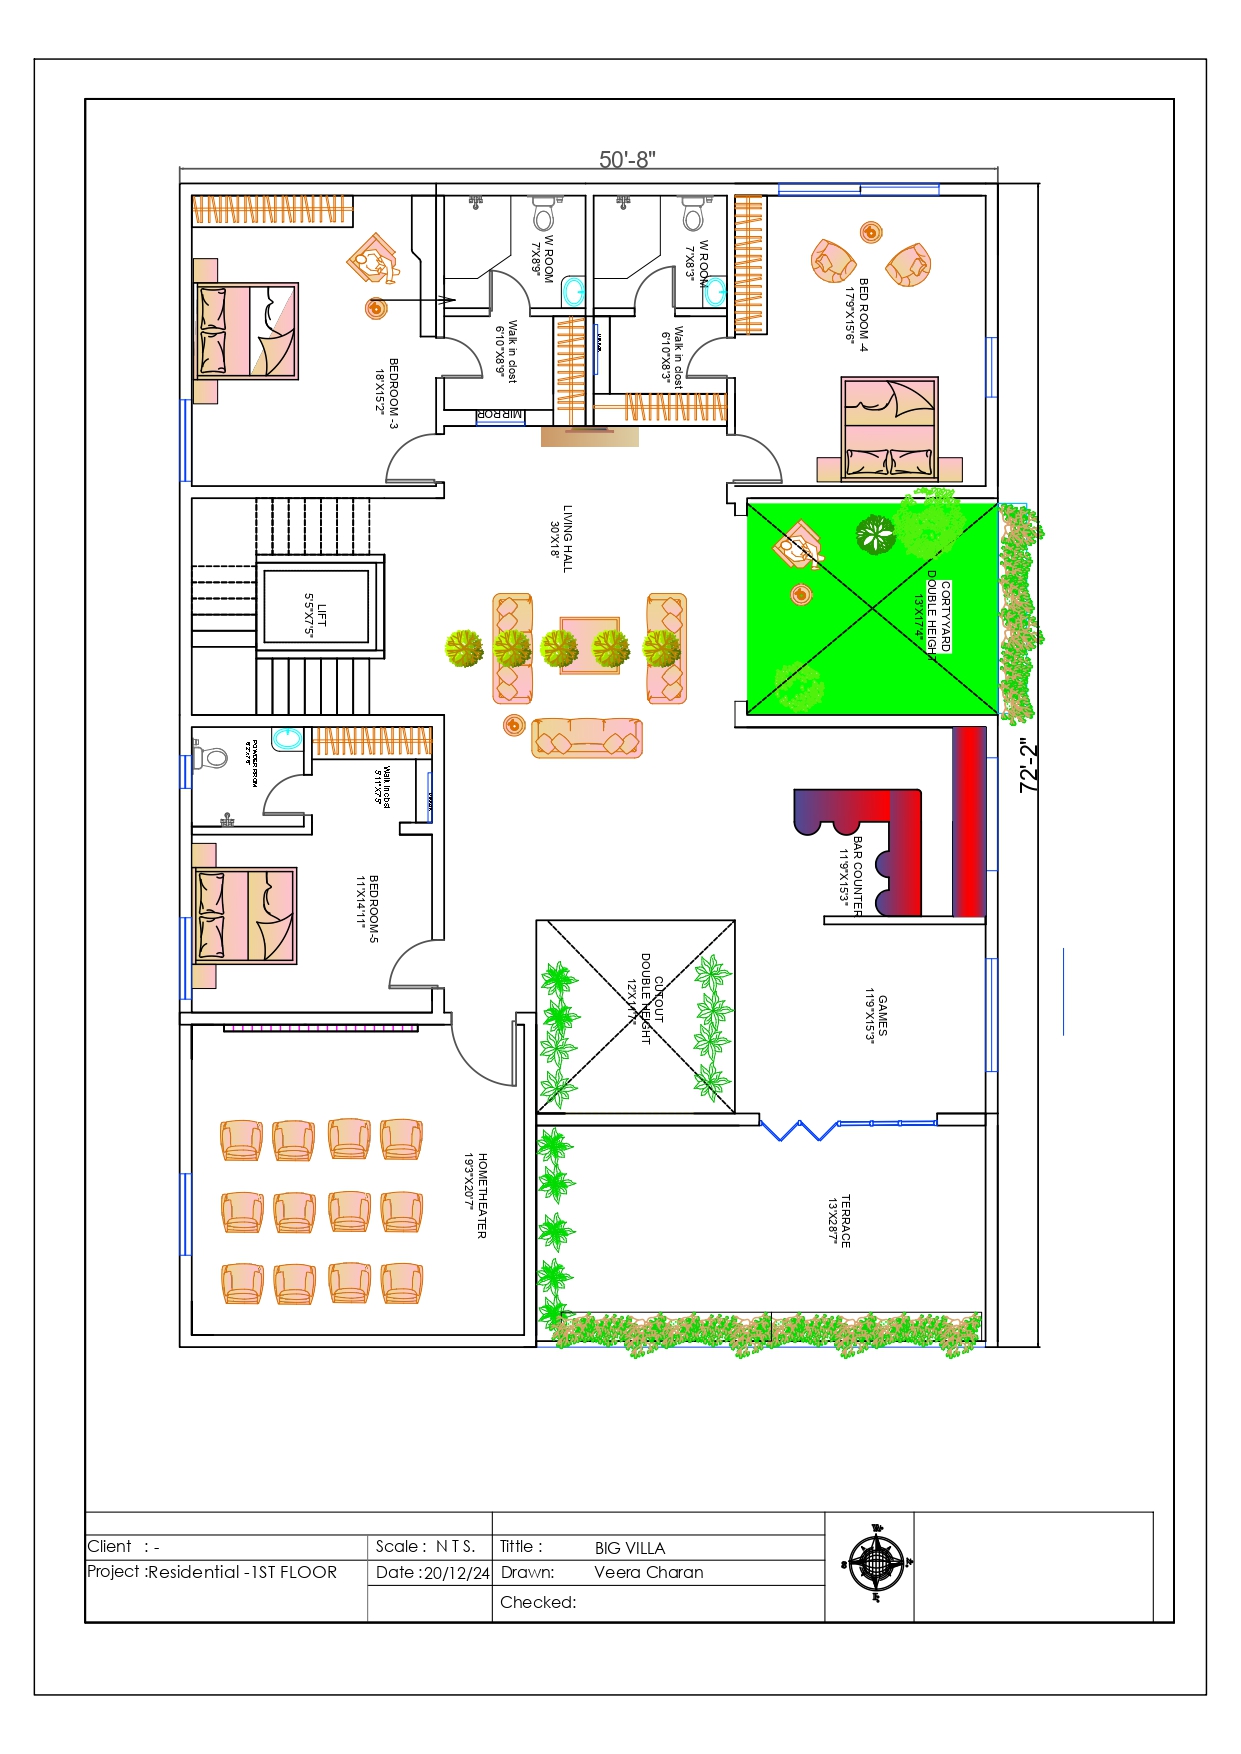 50'-8"
W ROOM
7'X8'9"
W ROOM
7'X8'3"
BED ROOM -4
17'9"X15'6"
BEDROOM -3
18'X15'2"
Walk in clost
6'10"X8'9"
Walk in clost
6'10"X8'3"
MIRROR
LIVING HALL
30'X18'
LIFT
5'5"X7'5"
CORTYYARD
DOUBLE HEIGHT
13'X17'4"
72'-2"
POWDER PROM
Walk in clost
5'11"X7'5"
BAR COUNTER
11'9"X15'3"
BEDROOM-5
11'X14'11"
CUTOUT
DOUBLE HEIGHT
12'X11'7"
GAMES
11'9"X15'3"
HOMETHEATER
19'3"X20'7"
TERRACE
13'X28'7"
Client : -
Scale : N T S.
Tittle : BIG VILLA
Project :Residential -1ST FLOOR
Date :20/12/24
Drawn: Veera Charan
Checked: